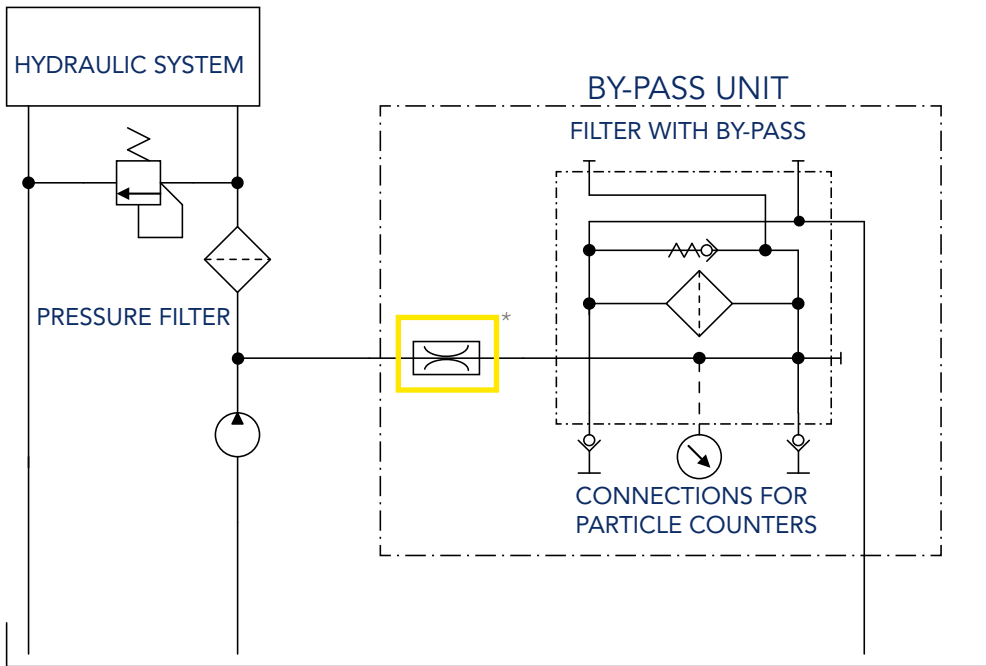 HYDRAULIC SYSTEM
BY-PASS UNIT
FILTER WITH BY-PASS
PRESSURE FILTER
*
CONNECTIONS FOR
PARTICLE COUNTERS